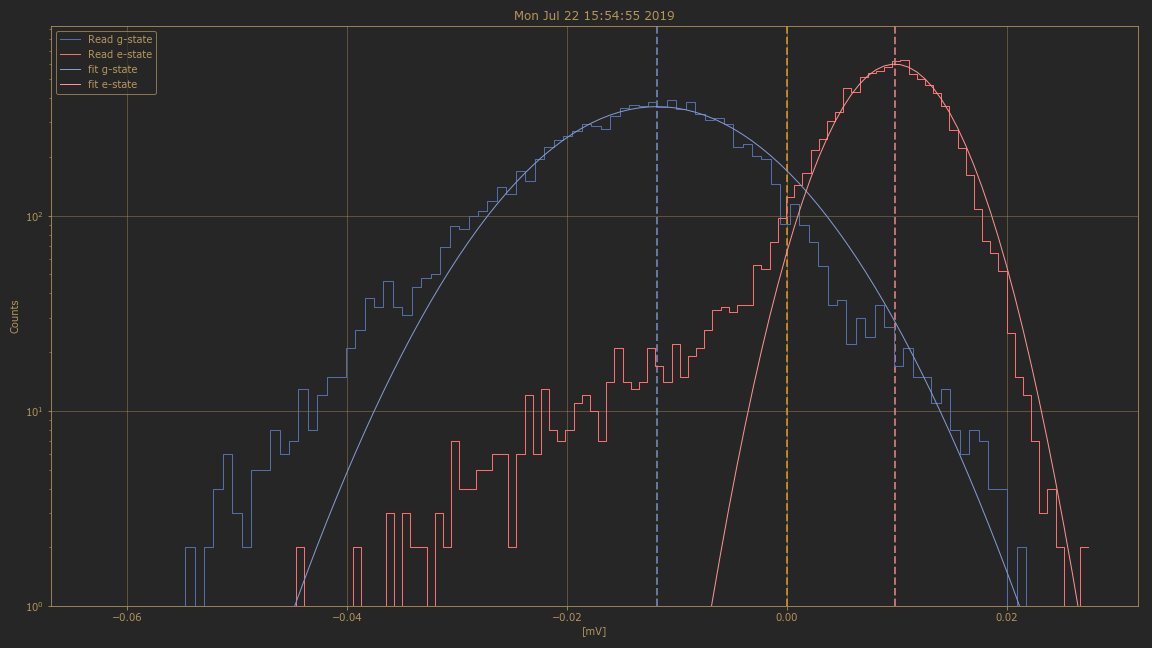 Mon Jul 22 15:54:55 2019
Read g-state
Read e-state
fit g-state
fit e-state
Counts
10²
10¹
10⁰
−0.06
−0.04
−0.02
0.00
0.02
[mV]